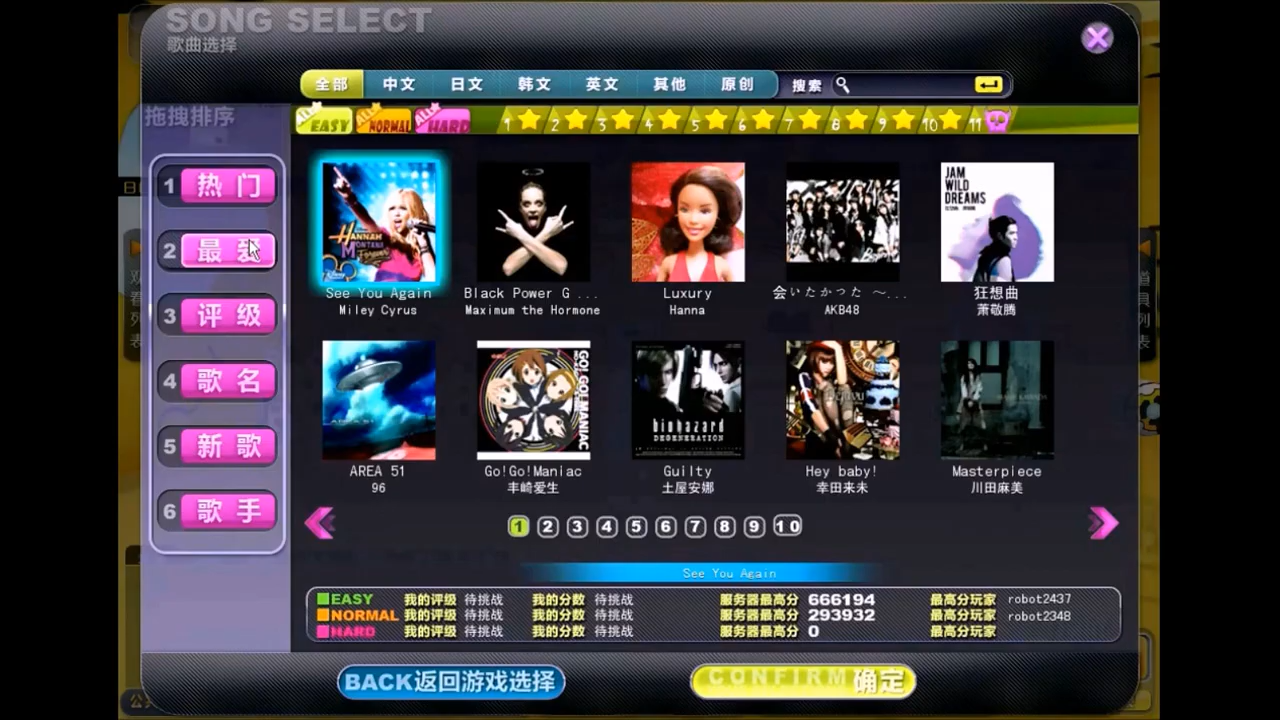 SONG SELECT
歌曲选择
全部 中文 日文 韩文 英文 其他 原创 搜索
拖拽排序
EASY NORMAL HARD 1 2 3 4 5 6 7 8 9 10 11
1 热门
2 最
3 评级
4 歌名
5 新歌
6 歌手
HANNAH MONTANA Forever
Disney
JAM WILD DREAMS
See You Again
Miley Cyrus
Black Power G ...
Maximum the Hormone
Luxury
Hanna
会いたかった ～...
AKB48
狂想曲
萧敬腾
GO!GO!MANIAC
biohazard
DEGENERATION
AREA 51
96
Go!Go!Maniac
丰崎爱生
Guilty
土屋安娜
Hey baby!
幸田来未
Masterpiece
川田麻美
1 2 3 4 5 6 7 8 9 10
See You Again
EASY 我的评级 待挑战 我的分数 待挑战 服务器最高分 666194 最高分玩家 robot2437
NORMAL 我的评级 待挑战 我的分数 待挑战 服务器最高分 293932 最高分玩家 robot2348
HARD 我的评级 待挑战 我的分数 待挑战 服务器最高分 0 最高分玩家
BACK返回游戏选择
CONFIRM 确定